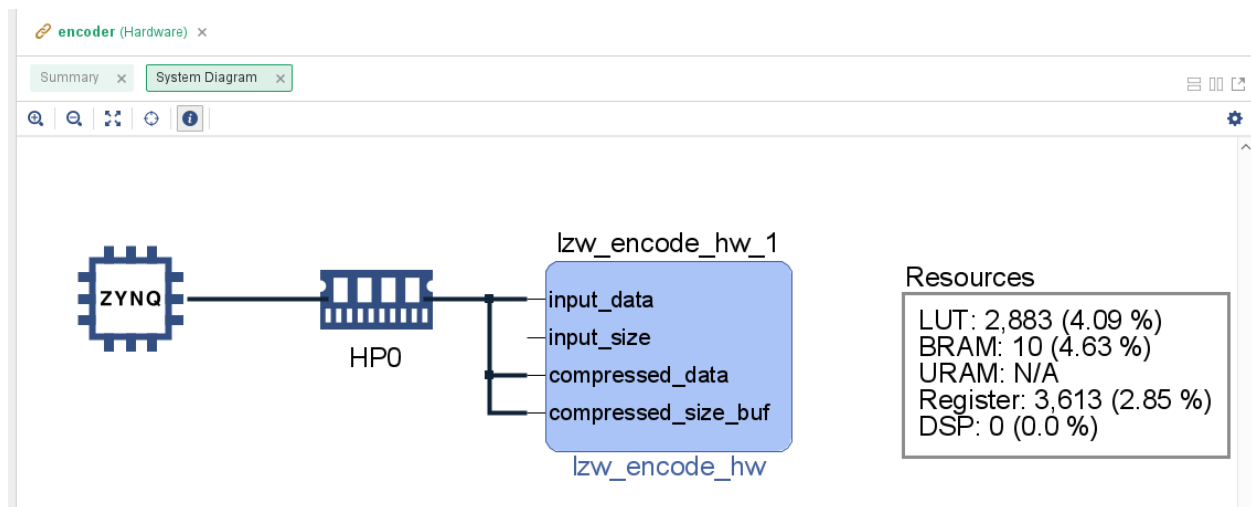 encoder (Hardware)
Summary
System Diagram
ZYNQ
HP0
lzw_encode_hw_1
input_data
input_size
compressed_data
compressed_size_buf
lzw_encode_hw
Resources
LUT: 2,883 (4.09 %)
BRAM: 10 (4.63 %)
URAM: N/A
Register: 3,613 (2.85 %)
DSP: 0 (0.0 %)